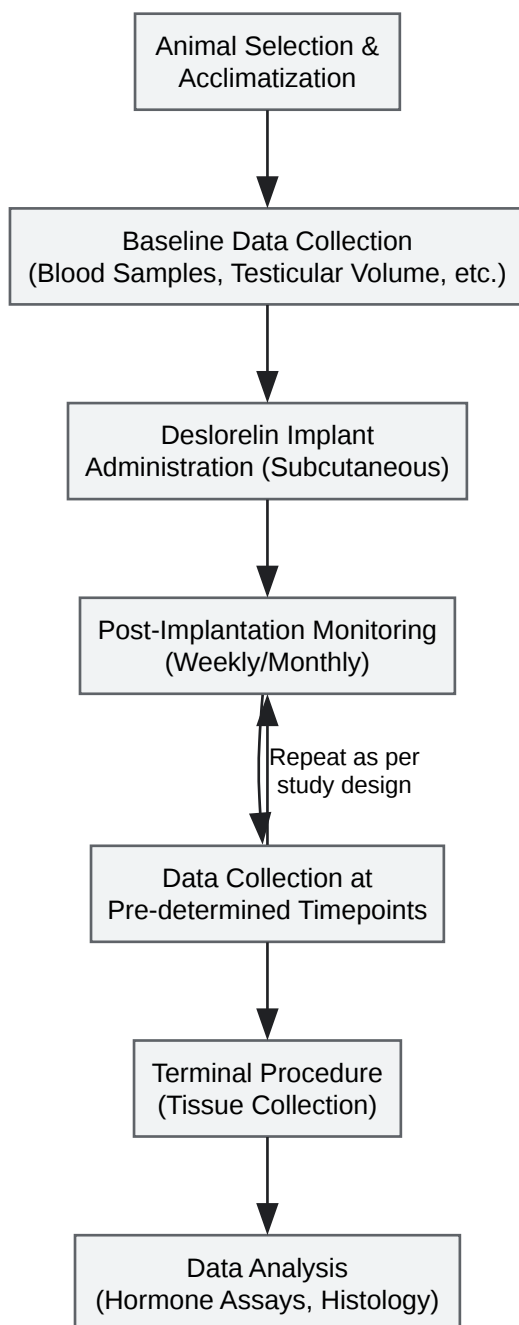 Animal Selection &
Acclimatization
Baseline Data Collection
(Blood Samples, Testicular Volume, etc.)
Deslorelin Implant
Administration (Subcutaneous)
Post-Implantation Monitoring
(Weekly/Monthly)
Repeat as per
study design
Data Collection at
Pre-determined Timepoints
Terminal Procedure
(Tissue Collection)
Data Analysis
(Hormone Assays, Histology)